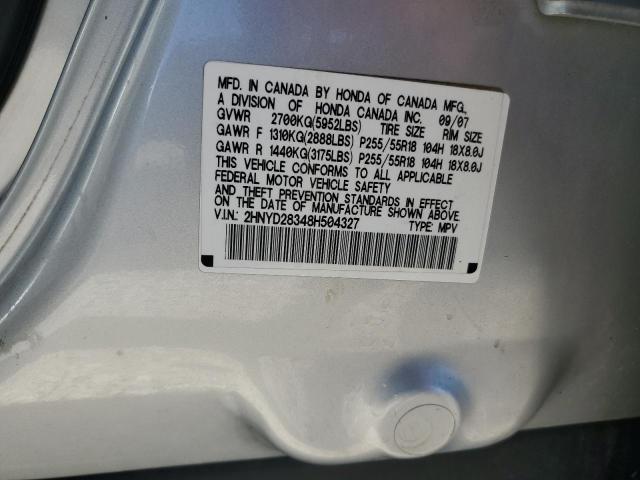 MFD. IN CANADA BY HONDA OF CANADA MFG.
A DIVISION OF HONDA CANADA INC. 09/07
GVWR 2700KG(5952LBS) TIRE SIZE RIM SIZE
GAWR F 1310KG(2888LBS) P255/55R18 104H 18X8.0J
GAWR R 1440KG(3175LBS) P255/55R18 104H 18X8.0J
THIS VEHICLE CONFORMS TO ALL APPLICABLE
FEDERAL MOTOR VEHICLE SAFETY
AND THEFT PREVENTION STANDARDS IN EFFECT
ON THE DATE OF MANUFACTURE SHOWN ABOVE.
V.I.N.: 2HNYD28348H504327 TYPE: MPV